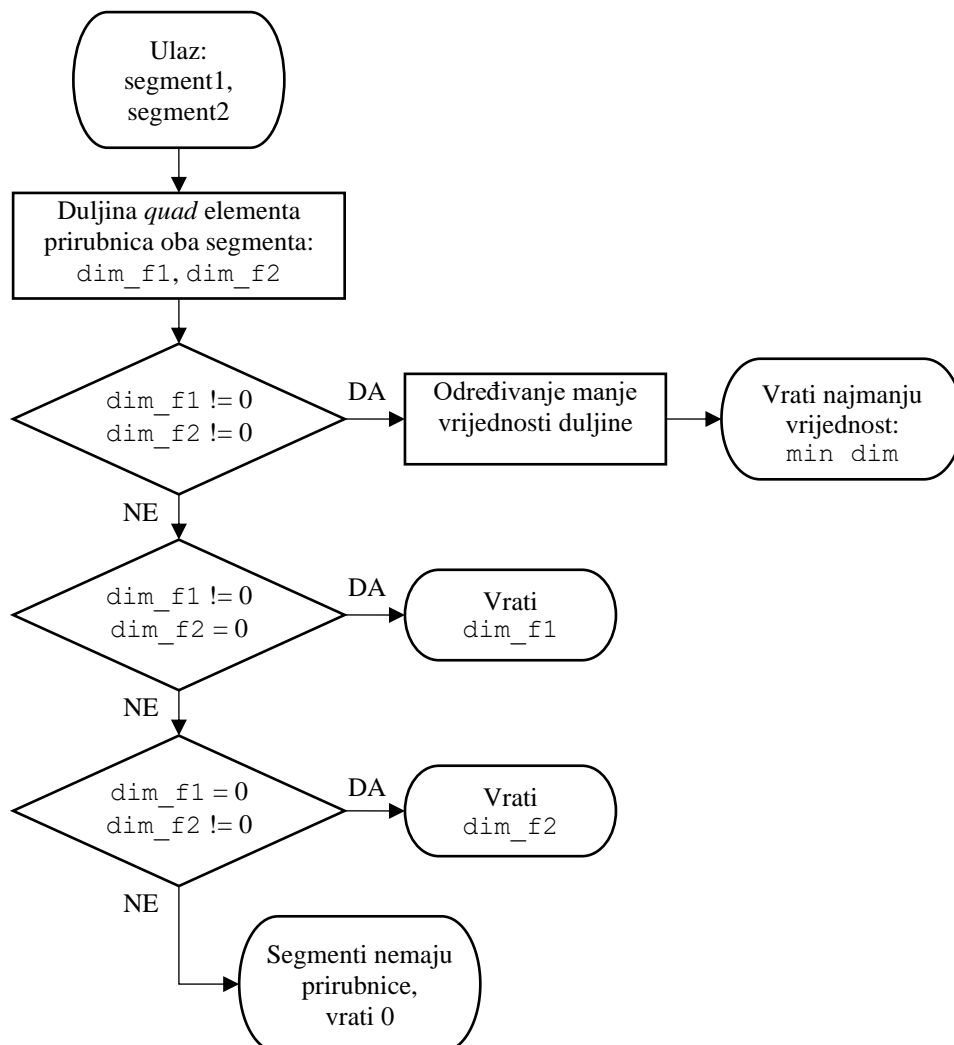 Ulaz:
segment1,
segment2
Duljina quad elementa
prirubnica oba segmenta:
dim_f1, dim_f2
dim_f1 != 0
dim_f2 != 0
DA
Određivanje manje
vrijednosti duljine
Vrati najmanju
vrijednost:
min dim
NE
dim_f1 != 0
dim_f2 = 0
DA
Vrati
dim_f1
NE
dim_f1 = 0
dim_f2 != 0
DA
Vrati
dim_f2
NE
Segmenti nemaju
prirubnice,
vrati 0